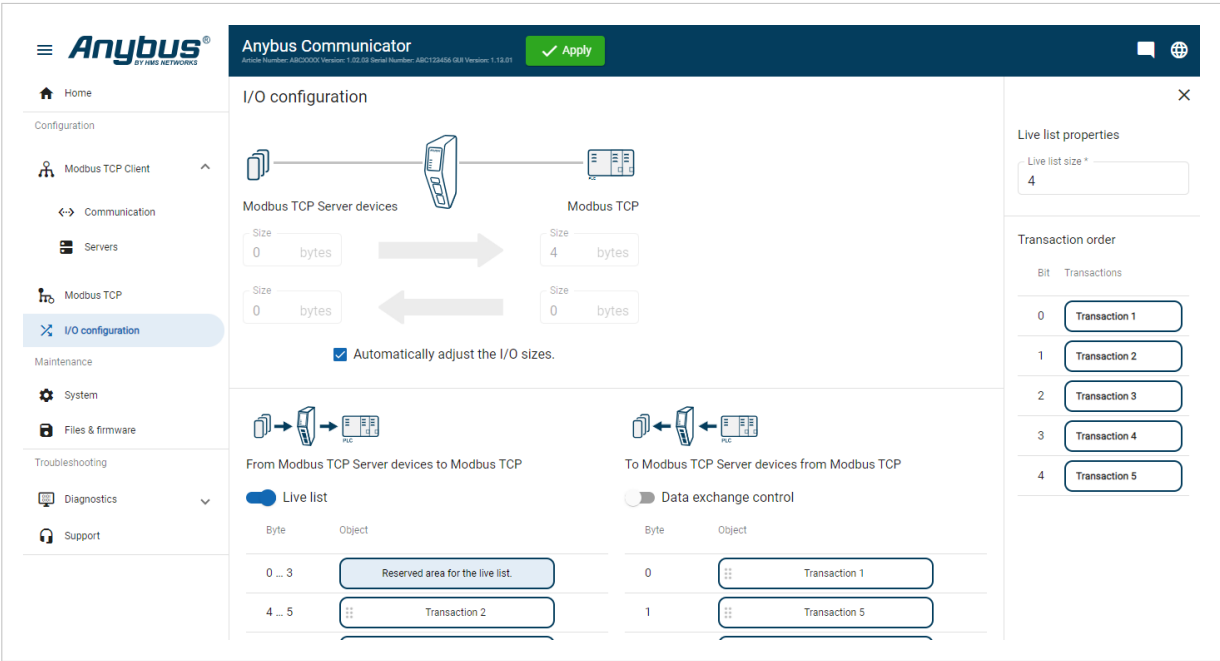 Anybus®
BY HMS NETWORKS
Anybus Communicator
Article Number: ABCXXXX Version: 1.02.03 Serial Number: ABC123456 GUI Version: 1.13.01
Apply
Home
Configuration
Modbus TCP Client
Communication
Servers
Modbus TCP
I/O configuration
Maintenance
System
Files & firmware
Troubleshooting
Diagnostics
Support
I/O configuration
PLC
Modbus TCP Server devices
Modbus TCP
Size
0 bytes
Size
4 bytes
Size
0 bytes
Size
0 bytes
Automatically adjust the I/O sizes.
PLC
From Modbus TCP Server devices to Modbus TCP
Live list
Byte Object
0 ... 3 Reserved area for the live list.
4 ... 5 Transaction 2
PLC
To Modbus TCP Server devices from Modbus TCP
Data exchange control
Byte Object
0 Transaction 1
1 Transaction 5
Live list properties
Live list size *
4
Transaction order
Bit Transactions
0 Transaction 1
1 Transaction 2
2 Transaction 3
3 Transaction 4
4 Transaction 5